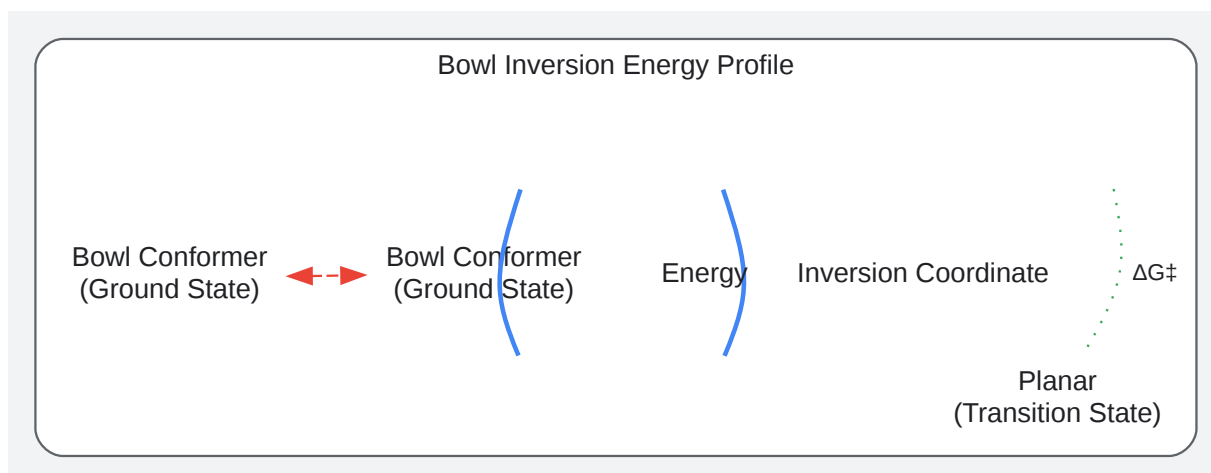 Bowl Inversion Energy Profile
Bowl Conformer
(Ground State)
Bowl Conformer
(Ground State)
Energy
Inversion Coordinate
ΔG‡
Planar
(Transition State)